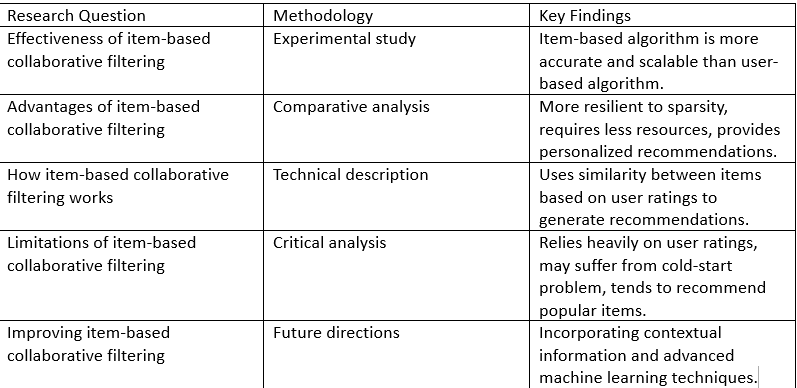 Research Question
Methodology
Key Findings
Effectiveness of item-based
collaborative filtering
Experimental study
Item-based algorithm is more
accurate and scalable than user-
based algorithm.
Advantages of item-based
collaborative filtering
Comparative analysis
More resilient to sparsity,
requires less resources, provides
personalized recommendations.
How item-based collaborative
filtering works
Technical description
Uses similarity between items
based on user ratings to
generate recommendations.
Limitations of item-based
collaborative filtering
Critical analysis
Relies heavily on user ratings,
may suffer from cold-start
problem, tends to recommend
popular items.
Improving item-based
collaborative filtering
Future directions
Incorporating contextual
information and advanced
machine learning techniques.